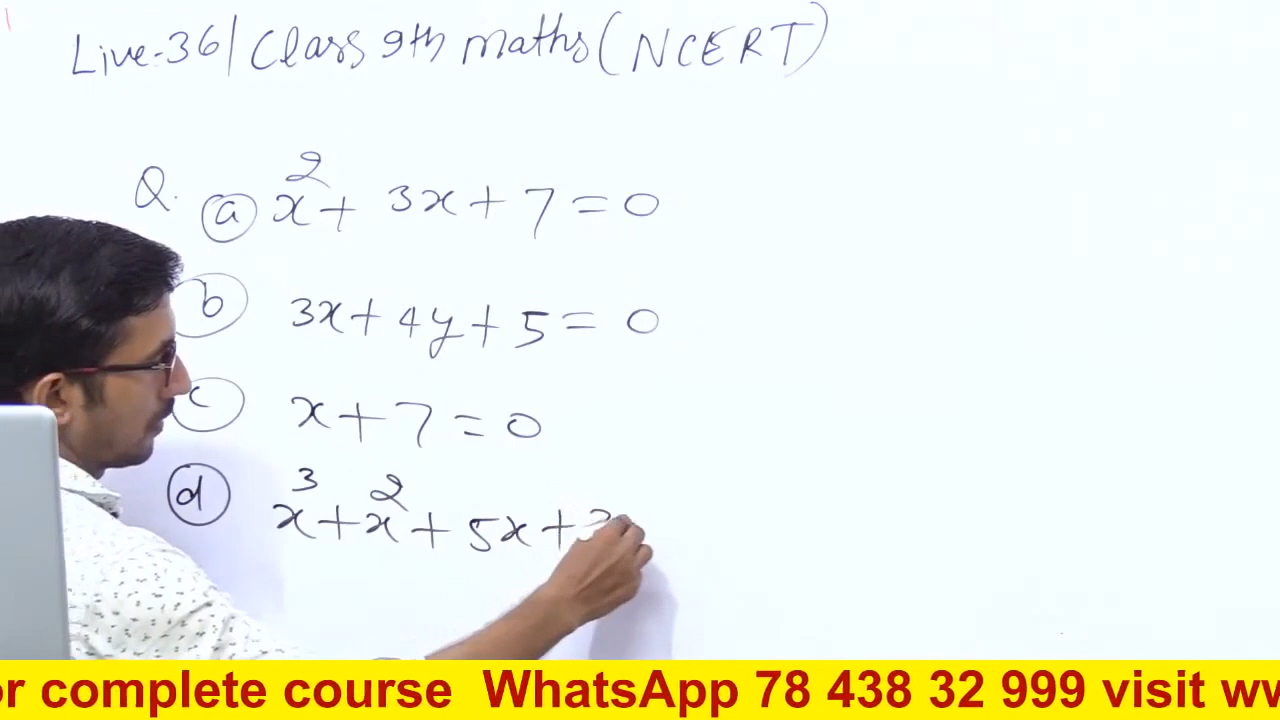 Live-36/ Class 9th maths (NCERT)
Q. (a) x² + 3x + 7 = 0
(b) 3x + 4y + 5 = 0
(c) x + 7 = 0
(d) x³ + x² + 5x +
or complete course WhatsApp 78 438 32 999 visit